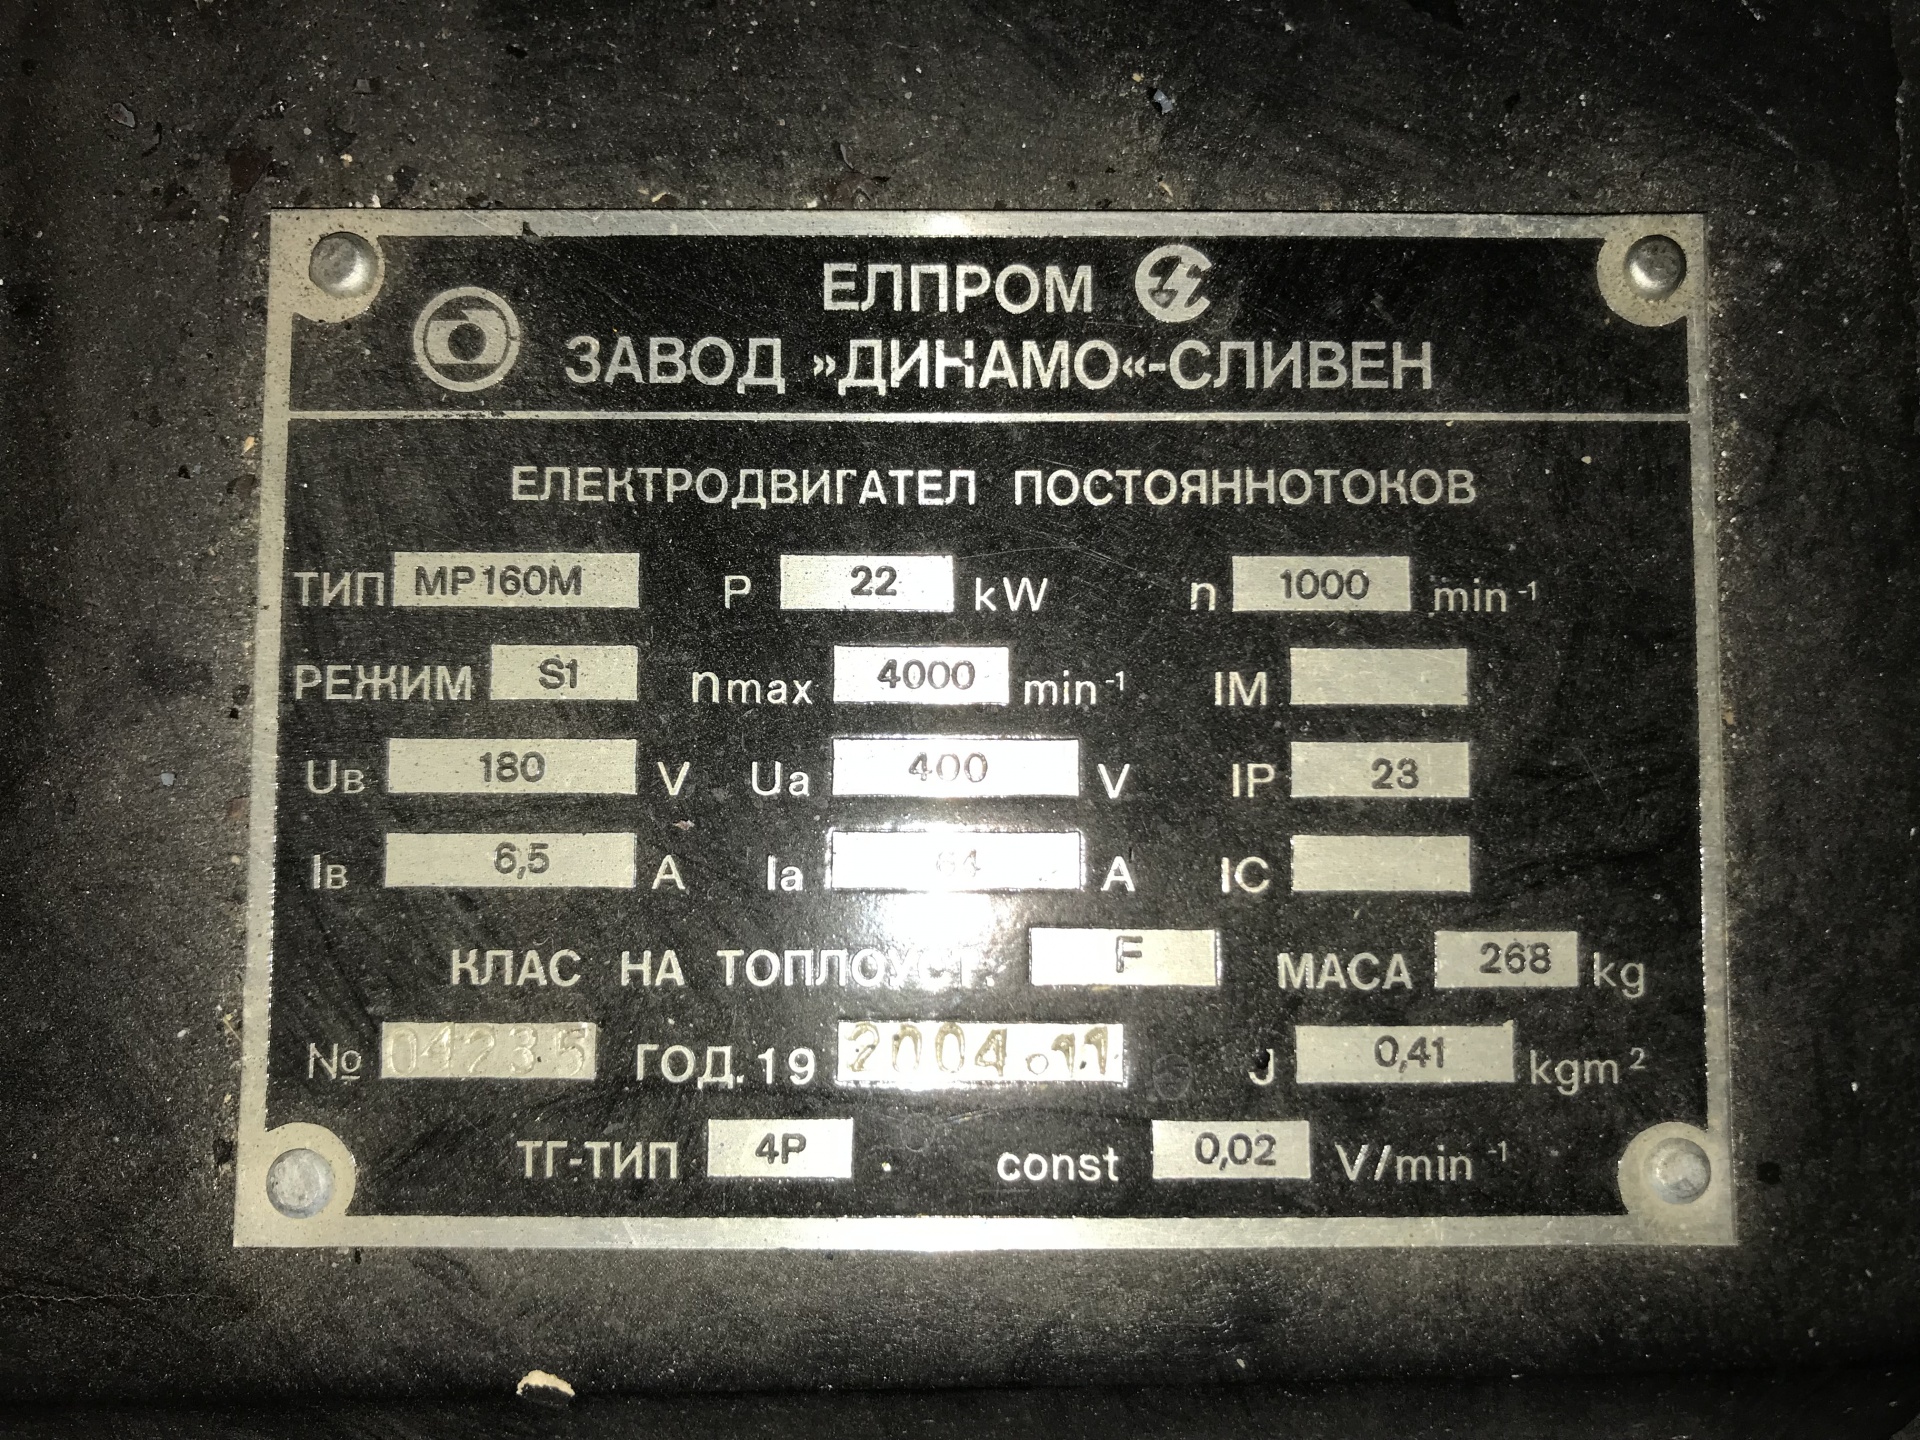 ЕЛПРОМ
ЗАВОД »ДИНАМО«-СЛИВЕН
ЕЛЕКТРОДВИГАТЕЛ ПОСТОЯННОТОКОВ
ТИП МР160М P 22 kW n 1000 min⁻¹
РЕЖИМ S1 nmax 4000 min⁻¹ IM
UB 180 V Ua 400 V IP 23
IB 6,5 A Ia 64 A IC
КЛАС НА ТОПЛОУСТ. F МАСА 268 kg
№ 04235 ГОД. 19 2004.11 J 0,41 kgm²
ТГ-ТИП 4P const 0,02 V/min⁻¹